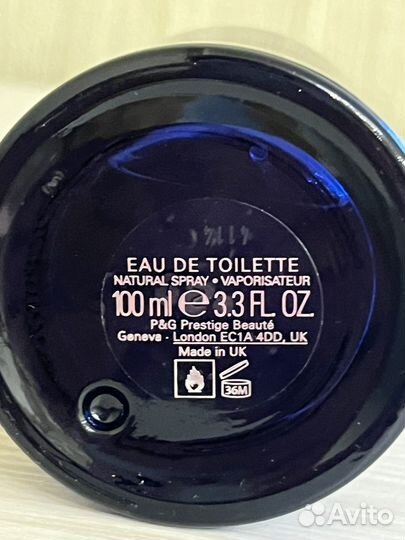 EAU DE TOILETTE
NATURAL SPRAY • VAPORISATEUR
100 ml ℮ 3.3 FL. OZ.
P&G Prestige Beauté
Geneva - London EC1A 4DD, UK
Made in UK
36M
Avito